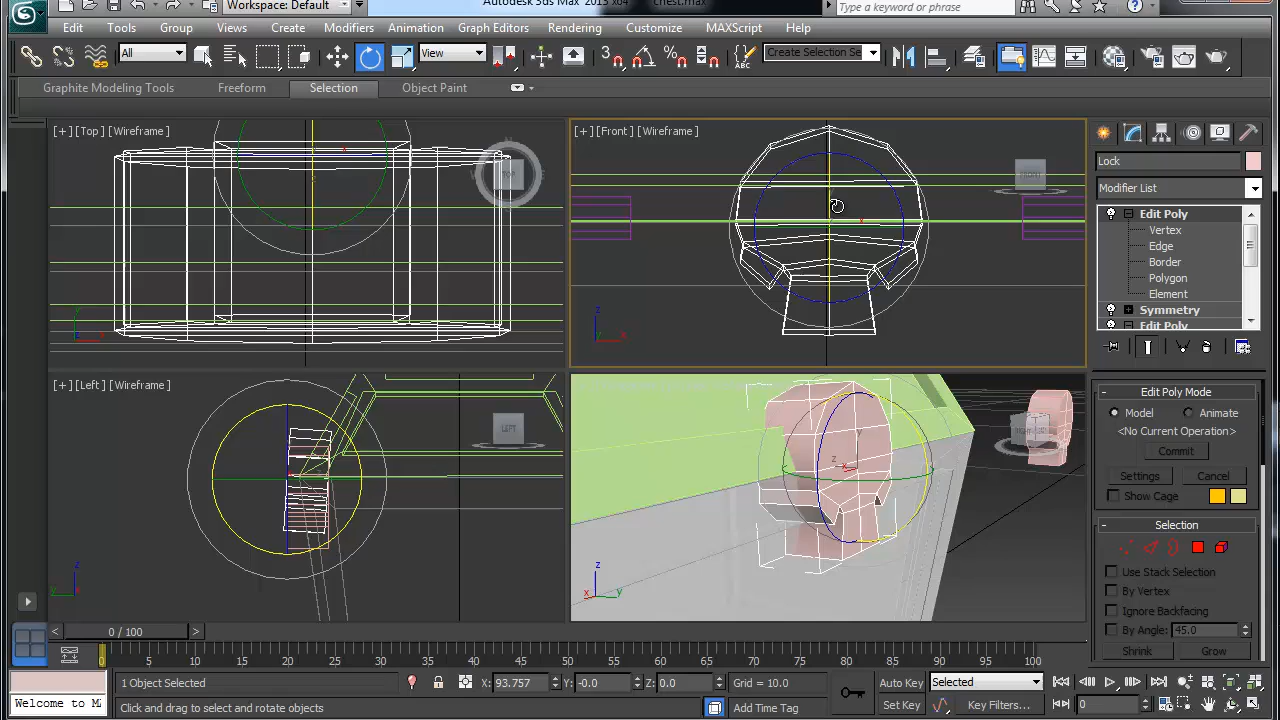 Workspace: Default
Autodesk 3ds Max 2013 x64
chest.max
Type a keyword or phrase
Edit Tools Group Views Create Modifiers Animation Graph Editors Rendering Customize MAXScript Help
All
View
3
ABC
Create Selection Se
Graphite Modeling Tools Freeform Selection Object Paint
[+] [Top] [Wireframe]
TOP
[+] [Front] [Wireframe]
FRONT
z
x
y
x
[+] [Left] [Wireframe]
LEFT
z
y
z
y
x
z
x y
RIGHT
Lock
Modifier List
Edit Poly
Vertex
Edge
Border
Polygon
Element
Symmetry
Edit Poly
Edit Poly Mode
Model Animate
<No Current Operation>
Commit
Settings Cancel
Show Cage
Selection
Use Stack Selection
By Vertex
Ignore Backfacing
By Angle: 45.0
Shrink Grow
0 / 100
0 5 10 15 20 25 30 35 40 45 50 55 60 65 70 75 80 85 90 95 100
1 Object Selected X: 93.757 Y: -0.0 Z: 0.0 Grid = 10.0 Auto Key Selected
Welcome to M
Click and drag to select and rotate objects Add Time Tag Set Key Key Filters... 0